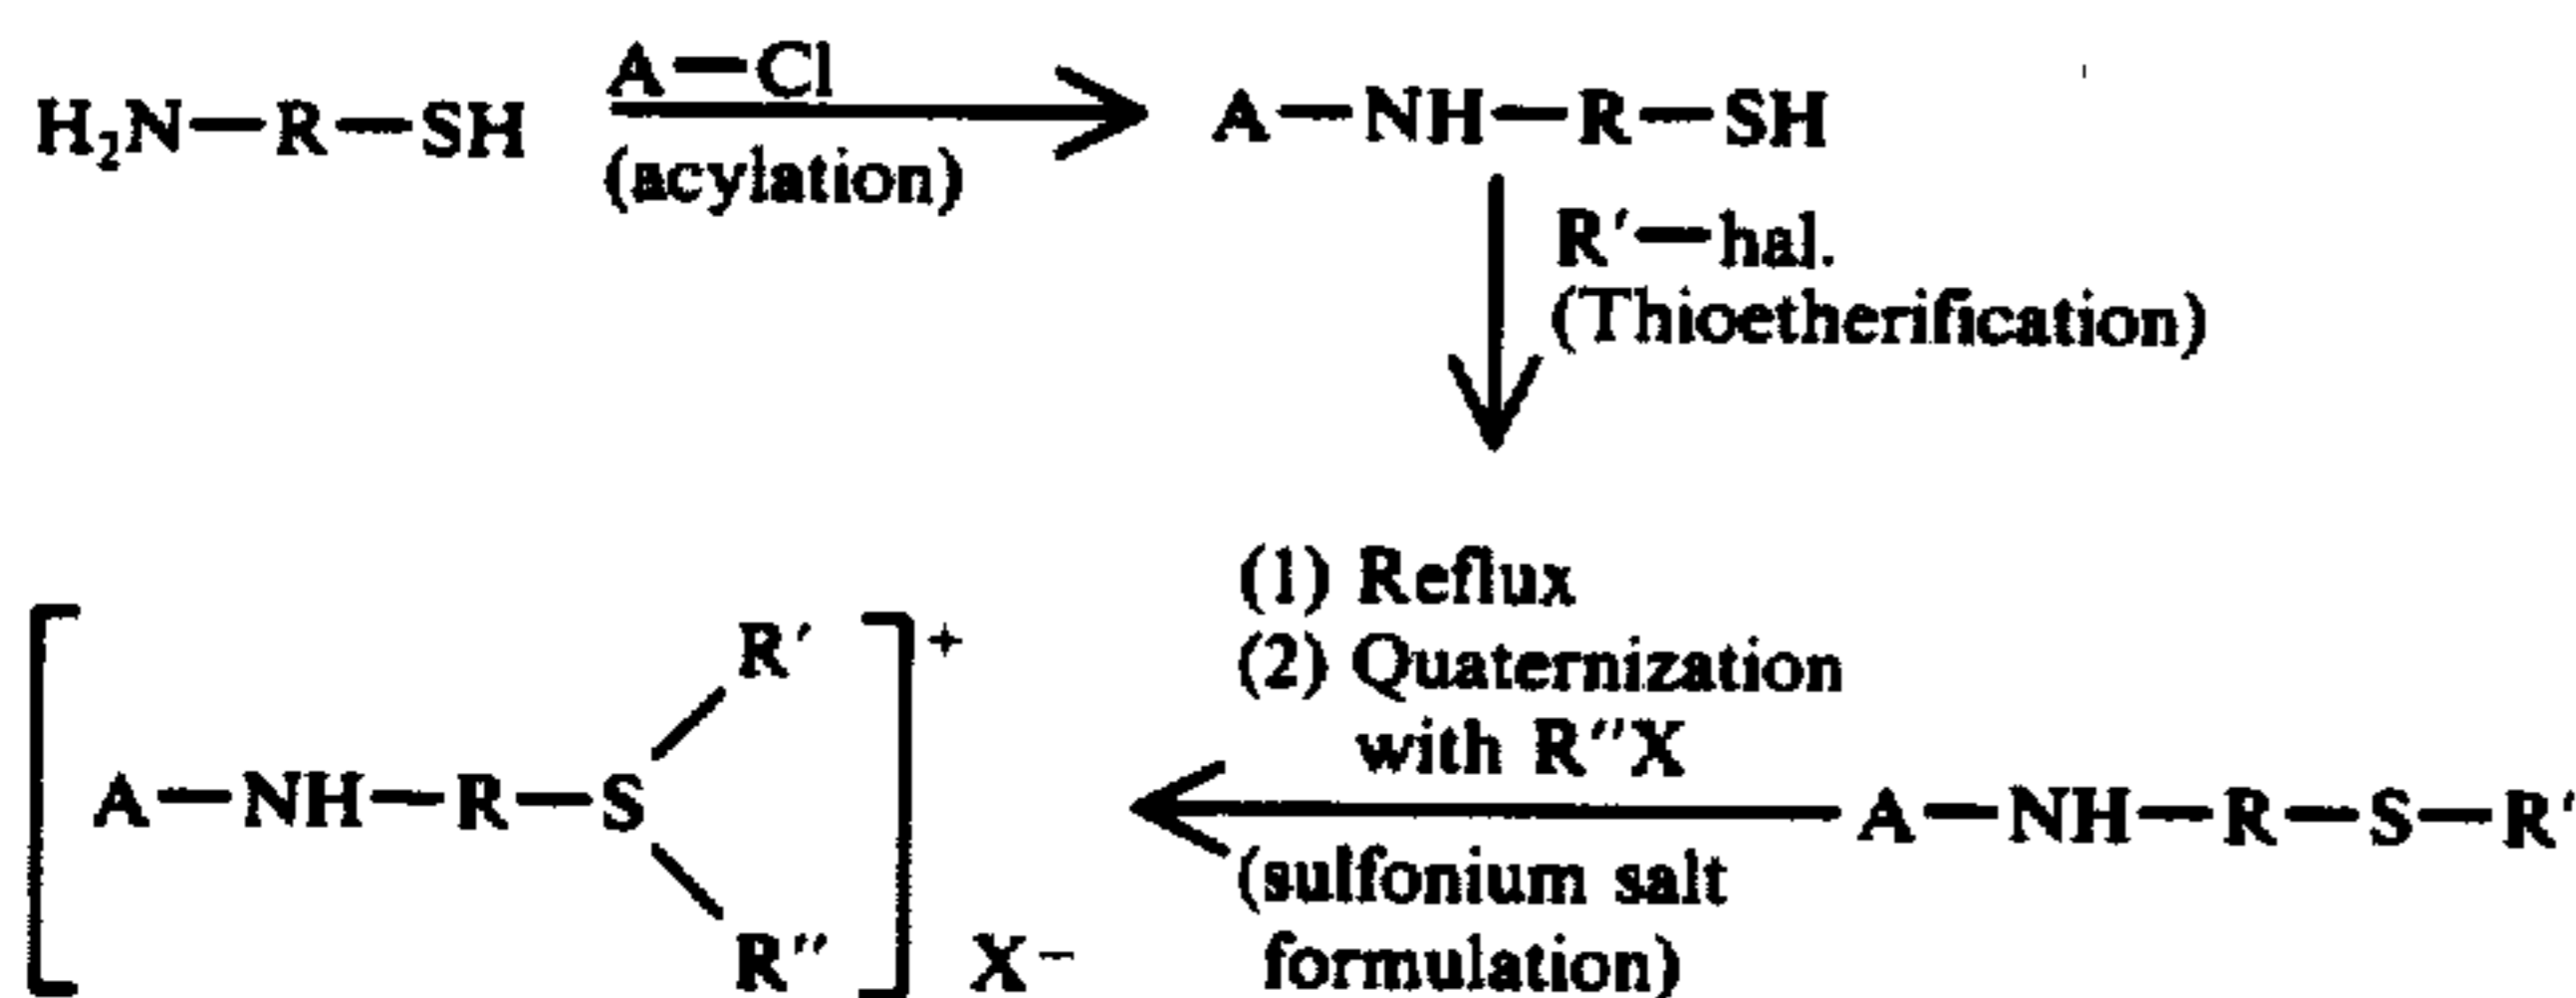 H₂N—R—SH A—Cl A—NH—R—SH
(acylation)
R′—hal.
(Thioetherification)
(1) Reflux
(2) Quaternization
with R″X
A—NH—R—S—R′
(sulfonium salt
formulation)
[A—NH—R—S
R′
R″
]+ X−